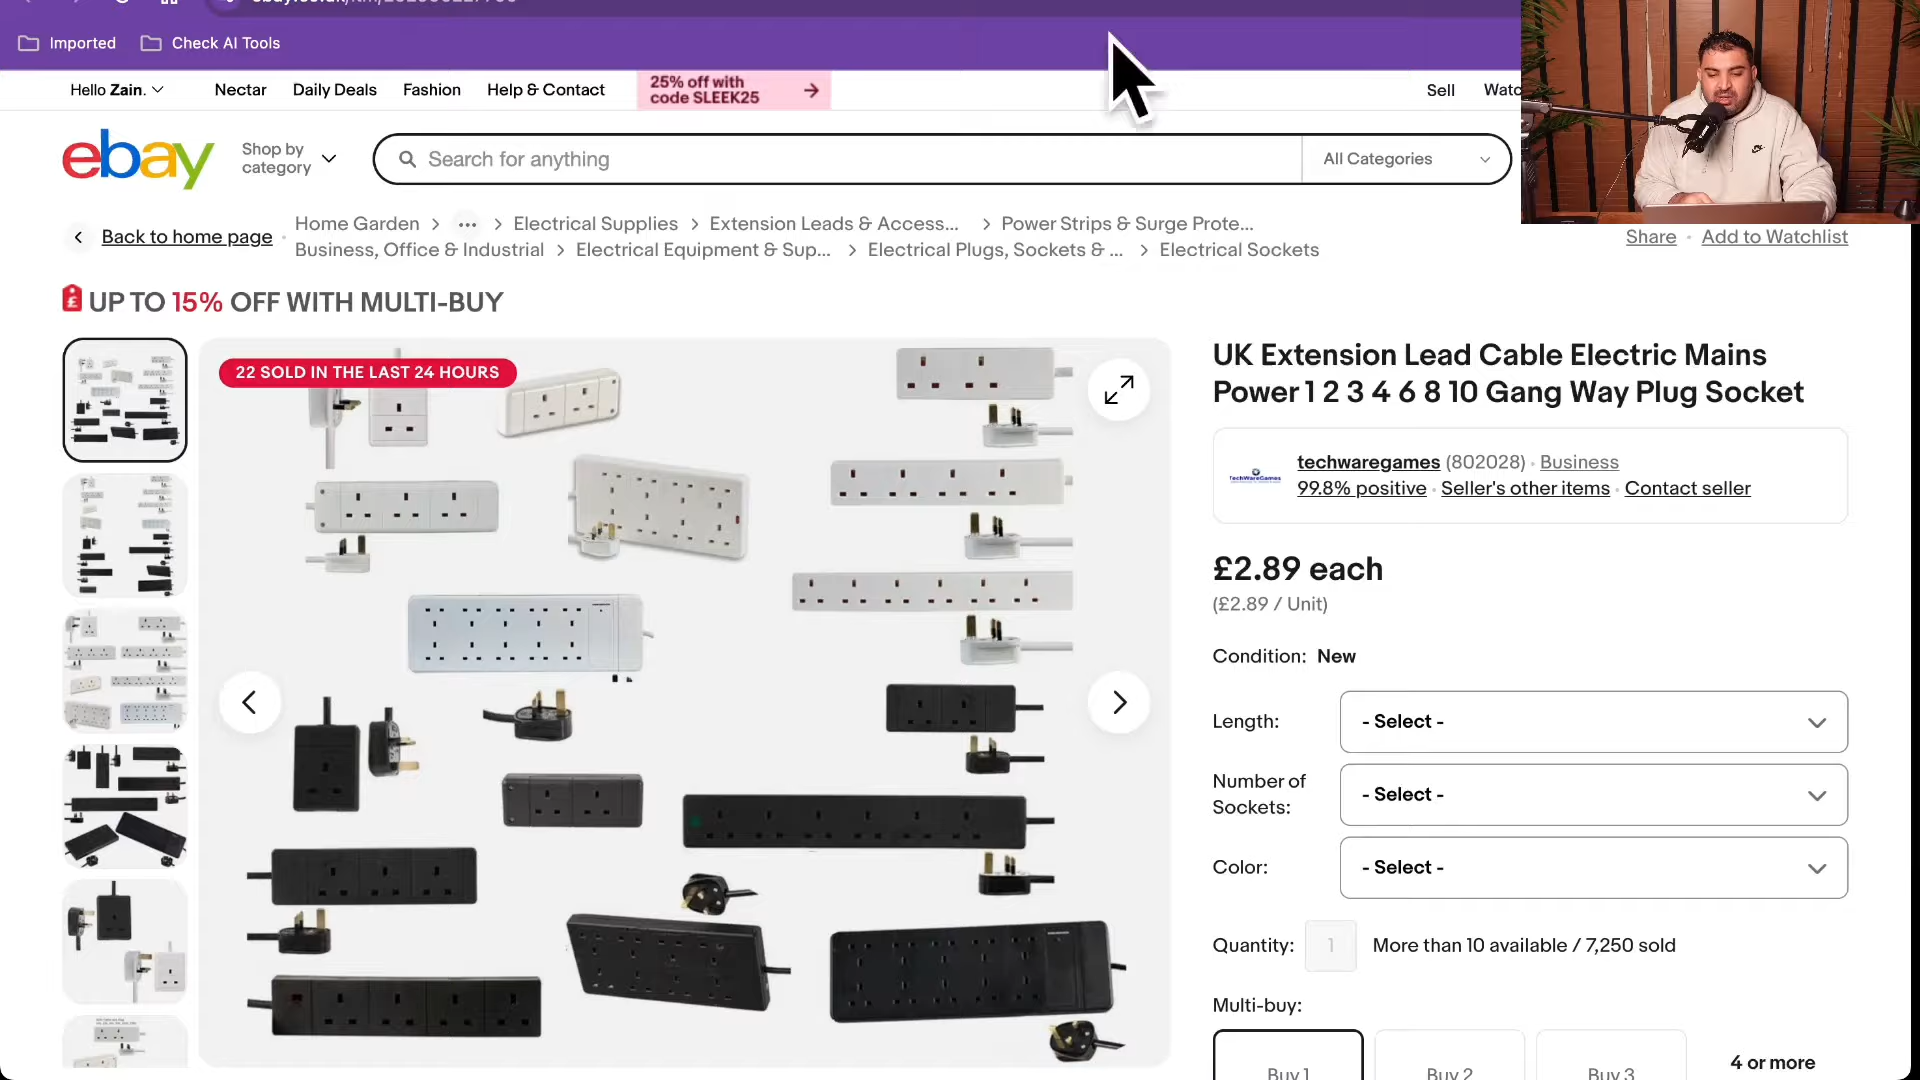 Imported
Check AI Tools
Hello Zain.
Nectar
Daily Deals
Fashion
Help & Contact
25% off with
code SLEEK25
Sell
ebay
Shop by
category
Search for anything
All Categories
Back to home page
Home Garden
Electrical Supplies
Extension Leads & Access...
Power Strips & Surge Prote...
Business, Office & Industrial
Electrical Equipment & Sup...
Electrical Plugs, Sockets & ...
Electrical Sockets
Share
Add to Watchlist
UP TO 15% OFF WITH MULTI-BUY
22 SOLD IN THE LAST 24 HOURS
UK Extension Lead Cable Electric Mains
Power 1 2 3 4 6 8 10 Gang Way Plug Socket
TechWareGames
techwaregames (802028) · Business
99.8% positive · Seller's other items · Contact seller
£2.89 each
(£2.89 / Unit)
Condition: New
Length:
- Select -
Number of
Sockets:
- Select -
Color:
- Select -
Quantity:
1
More than 10 available / 7,250 sold
Multi-buy:
Buy 1
Buy 2
Buy 3
4 or more